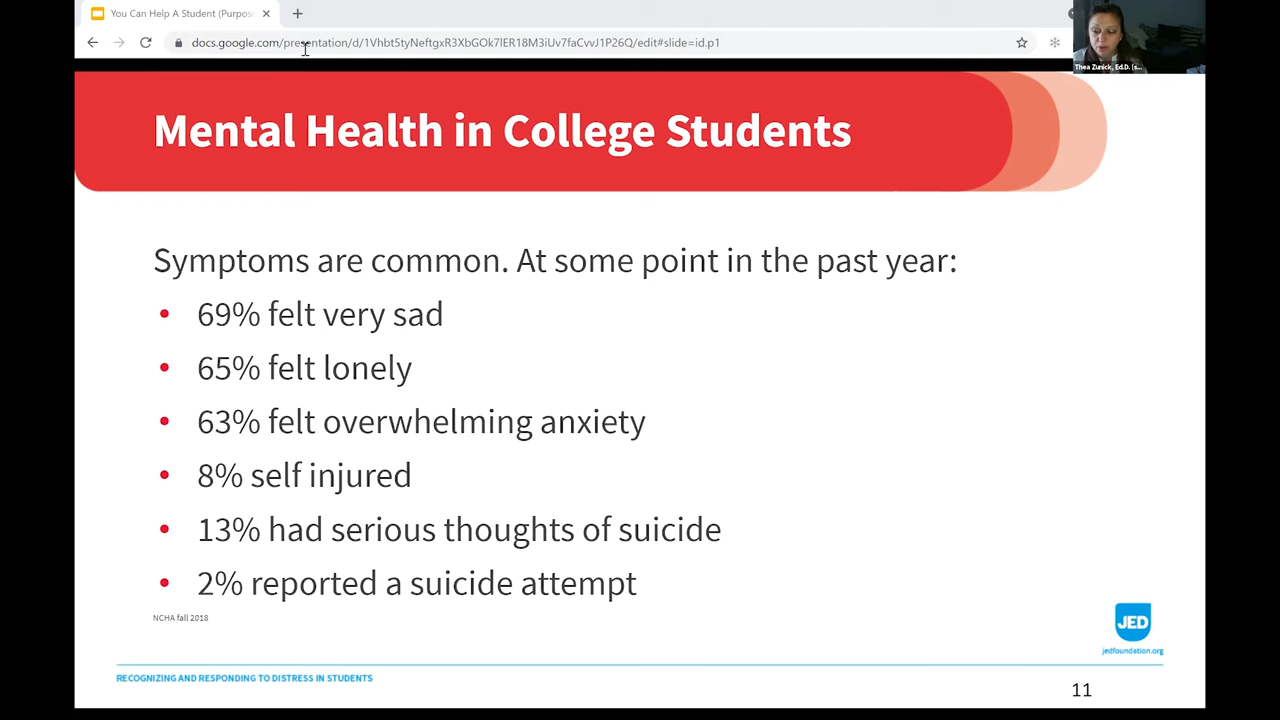 You Can Help A Student (Purpos
docs.google.com/presentation/d/1Vhbt5tyNeftgxR3XbGOk7lER18M3iUv7faCvvJ1P26Q/edit#slide=id.p1
Thea Zunick, Ed.D. (s...
Mental Health in College Students
Symptoms are common. At some point in the past year:
• 69% felt very sad
• 65% felt lonely
• 63% felt overwhelming anxiety
• 8% self injured
• 13% had serious thoughts of suicide
• 2% reported a suicide attempt
NCHA fall 2018
JED
jedfoundation.org
RECOGNIZING AND RESPONDING TO DISTRESS IN STUDENTS
11